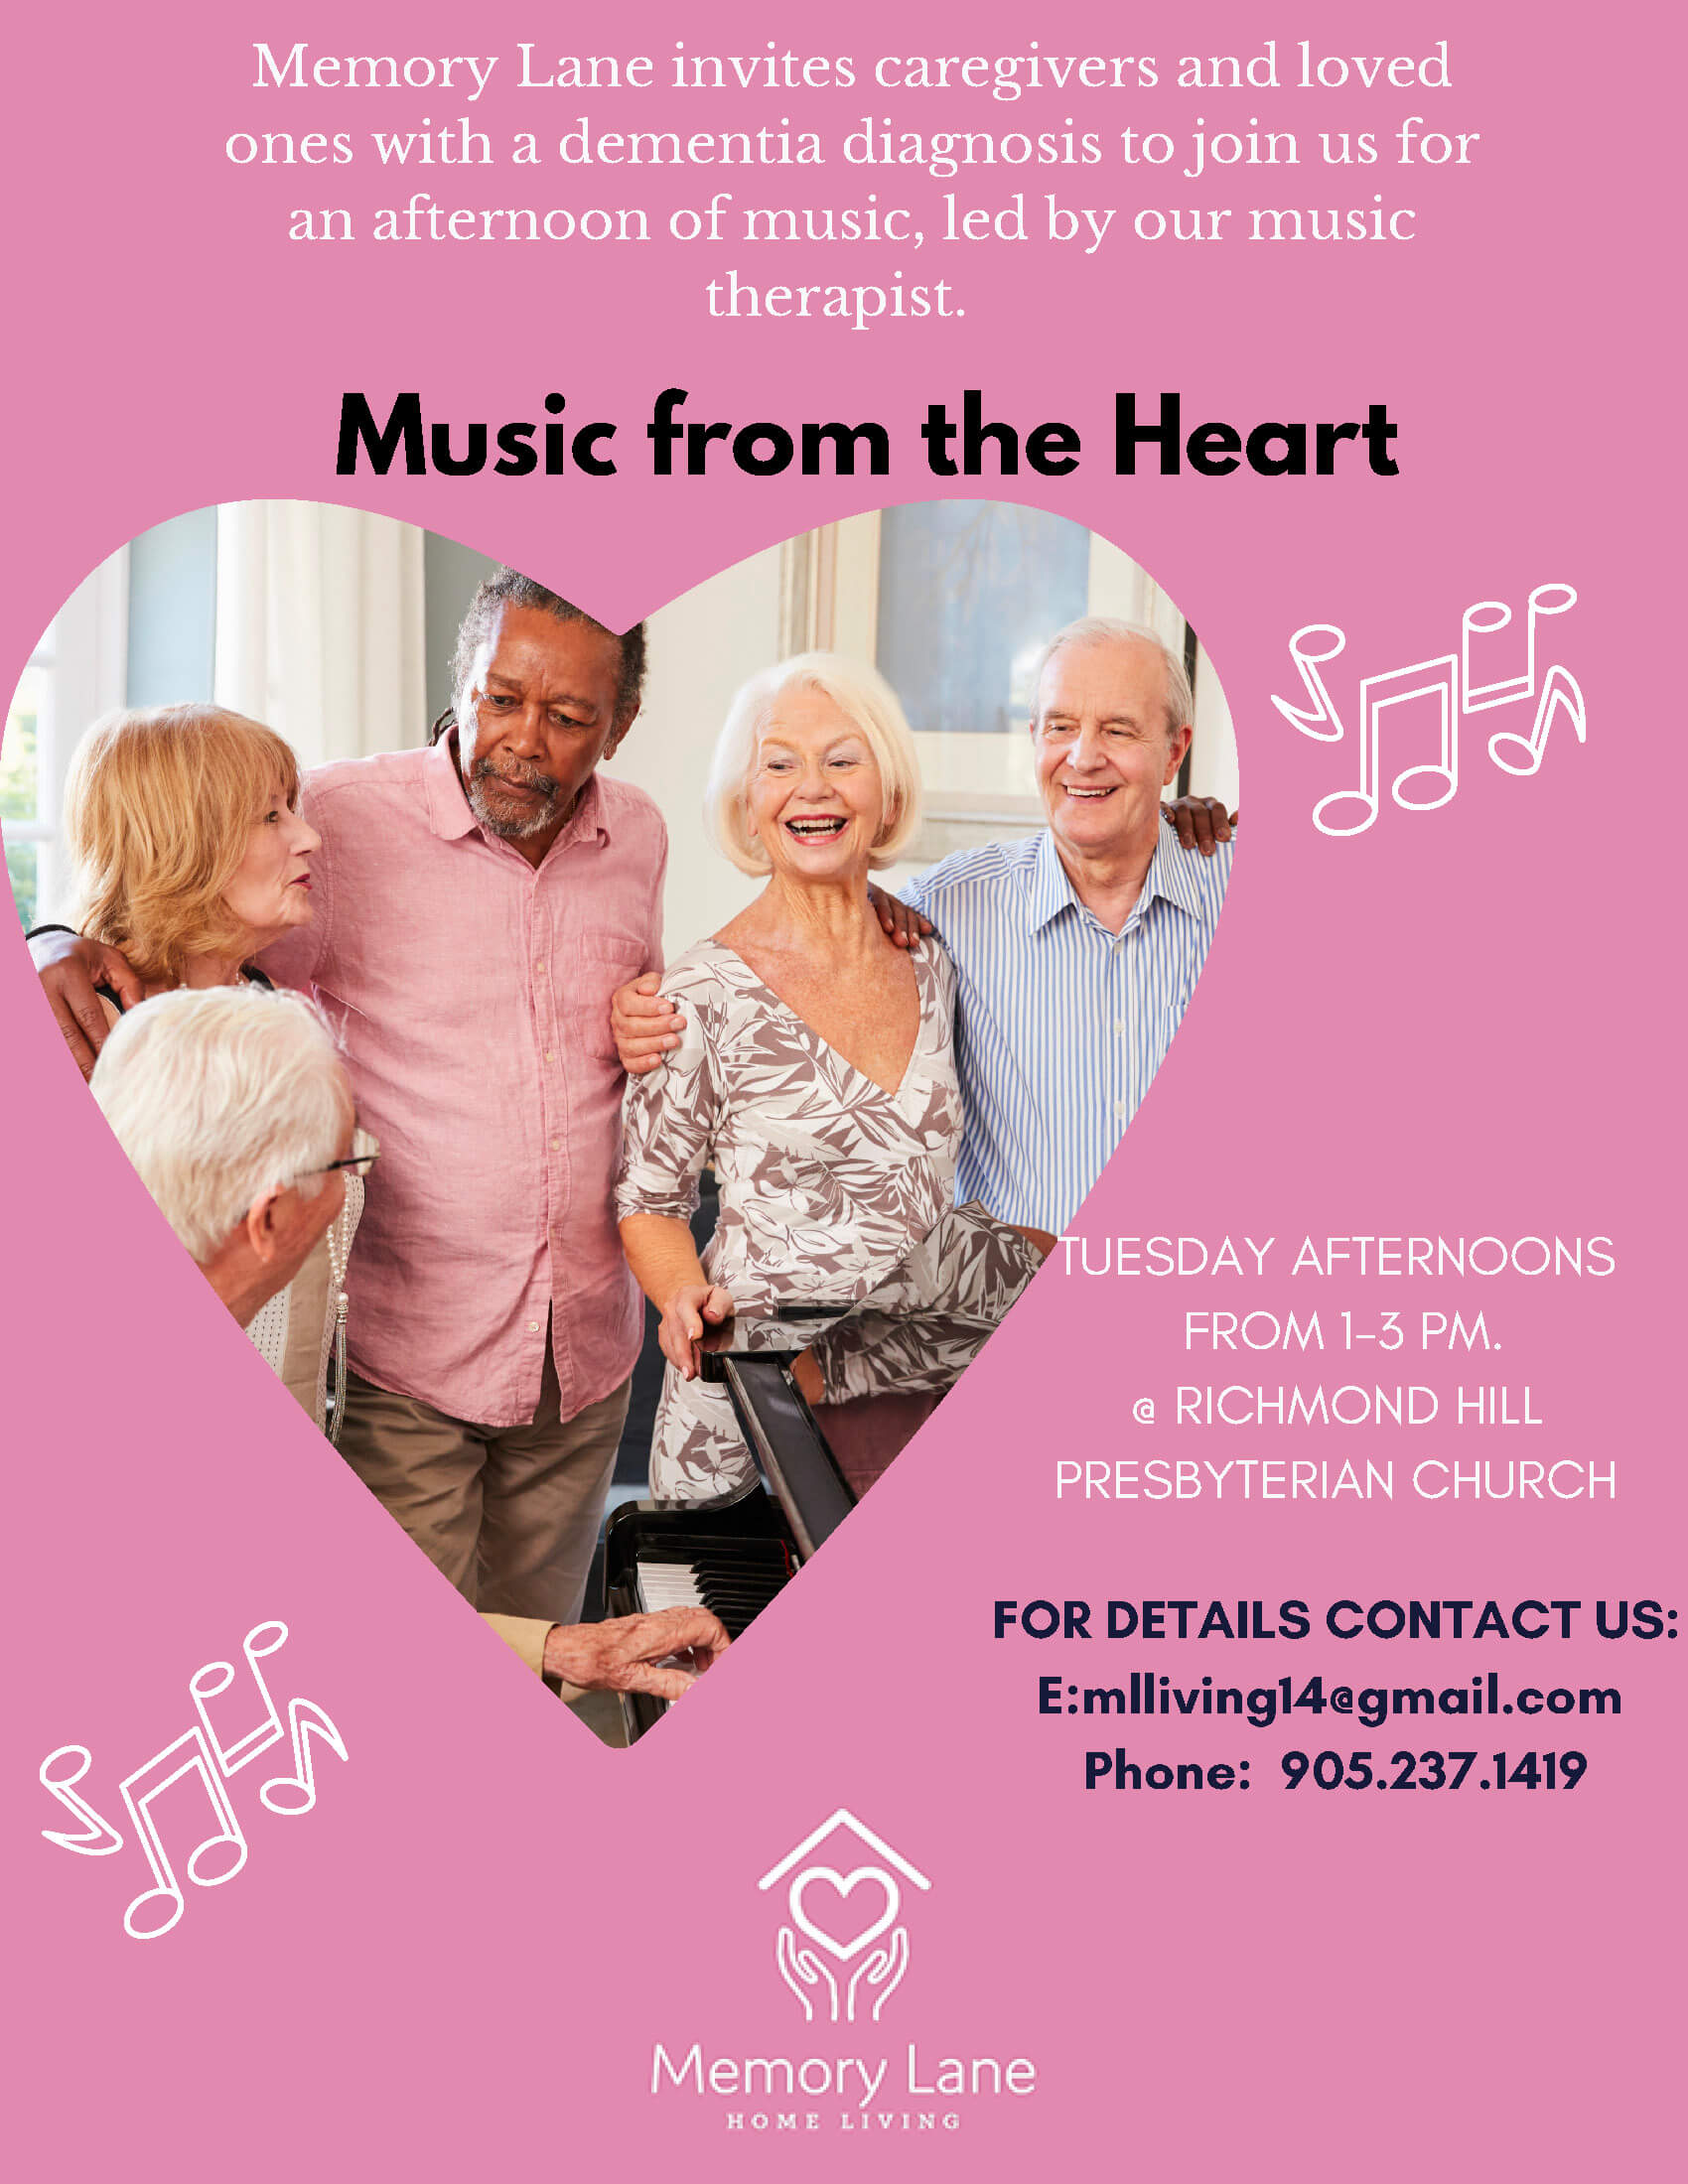 Memory Lane invites caregivers and loved
ones with a dementia diagnosis to join us for
an afternoon of music, led by our music
therapist.
Music from the Heart
TUESDAY AFTERNOONS
FROM 1-3 PM.
@ RICHMOND HILL
PRESBYTERIAN CHURCH
FOR DETAILS CONTACT US:
E:mlliving14@gmail.com
Phone: 905.237.1419
Memory Lane
HOME LIVING